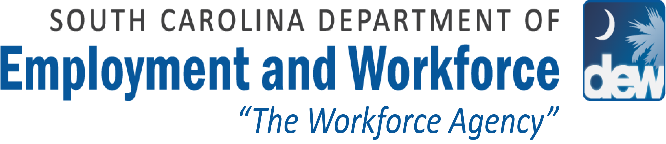 SOUTH CAROLINA DEPARTMENT OF
Employment and Workforce
“The Workforce Agency”
dew